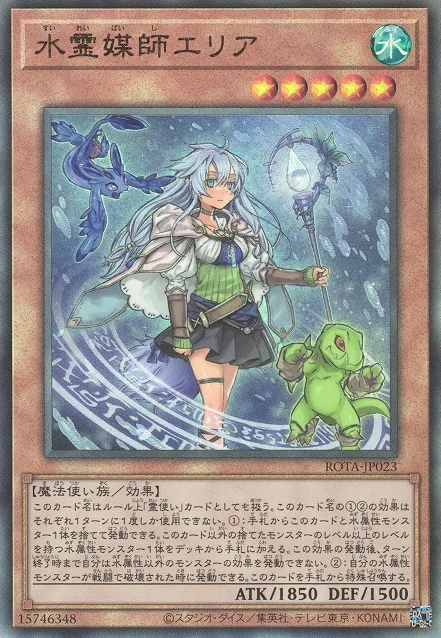 水霊媒師エリア
水
ROTA-JP023
【魔法使い族/効果】
このカード名はルール上「霊使い」カードとしても扱う。このカード名の①②の効果は
それぞれ1ターンに1度しか使用できない。①:手札からこのカードと水属性モンス
ター1体を捨てて発動できる。このカード以外の捨てたモンスターのレベル以上のレベル
を持つ水属性モンスター1体をデッキから手札に加える。この効果の発動後、ターン
終了時まで自分は水属性以外のモンスターの効果を発動できない。②:自分の水属性
モンスターが戦闘で破壊された時に発動できる。このカードを手札から特殊召喚する。
ATK/1850 DEF/1500
15746348
©スタジオ・ダイス/集英社・テレビ東京・KONAMI